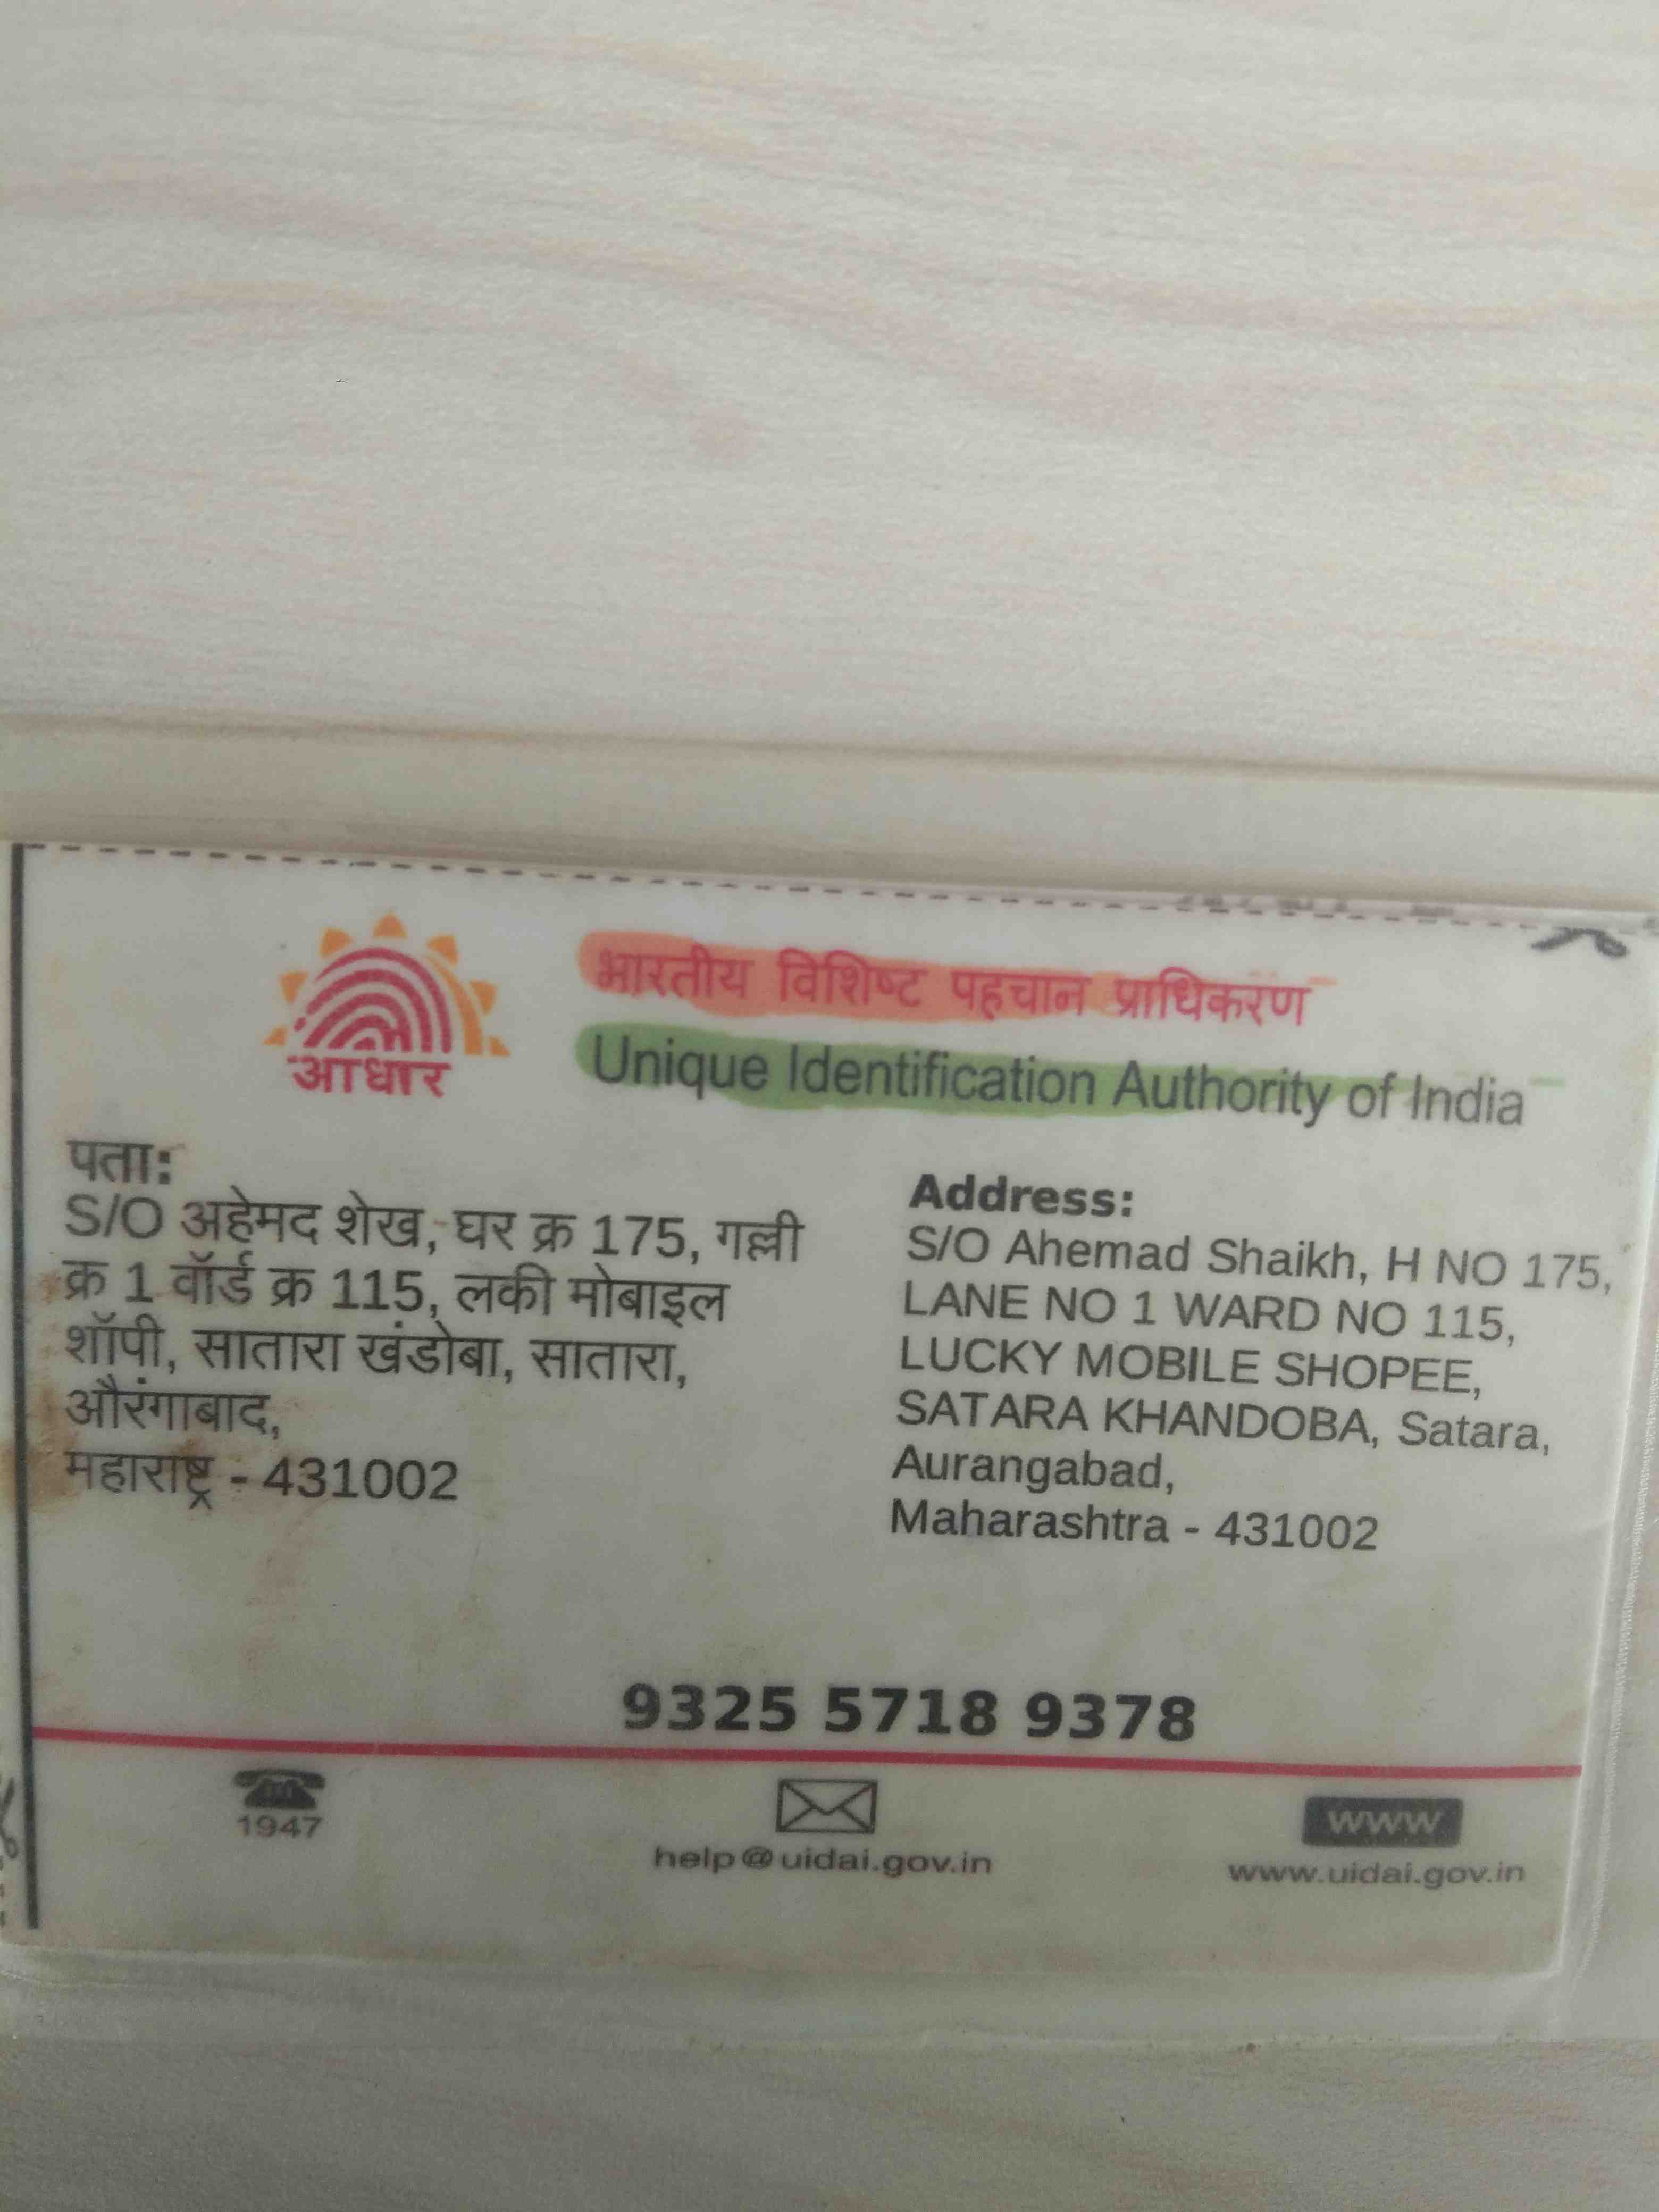 आधार
भारतीय विशिष्ट पहचान प्राधिकरण
Unique Identification Authority of India
पता:
S/O अहेमद शेख, घर क्र 175, गल्ली
क्र 1 वॉर्ड क्र 115, लकी मोबाइल
शॉपी, सातारा खंडोबा, सातारा,
औरंगाबाद,
महाराष्ट्र - 431002
Address:
S/O Ahemad Shaikh, H NO 175,
LANE NO 1 WARD NO 115,
LUCKY MOBILE SHOPEE,
SATARA KHANDOBA, Satara,
Aurangabad,
Maharashtra - 431002
9325 5718 9378
1947
help@uidai.gov.in
www
www.uidai.gov.in